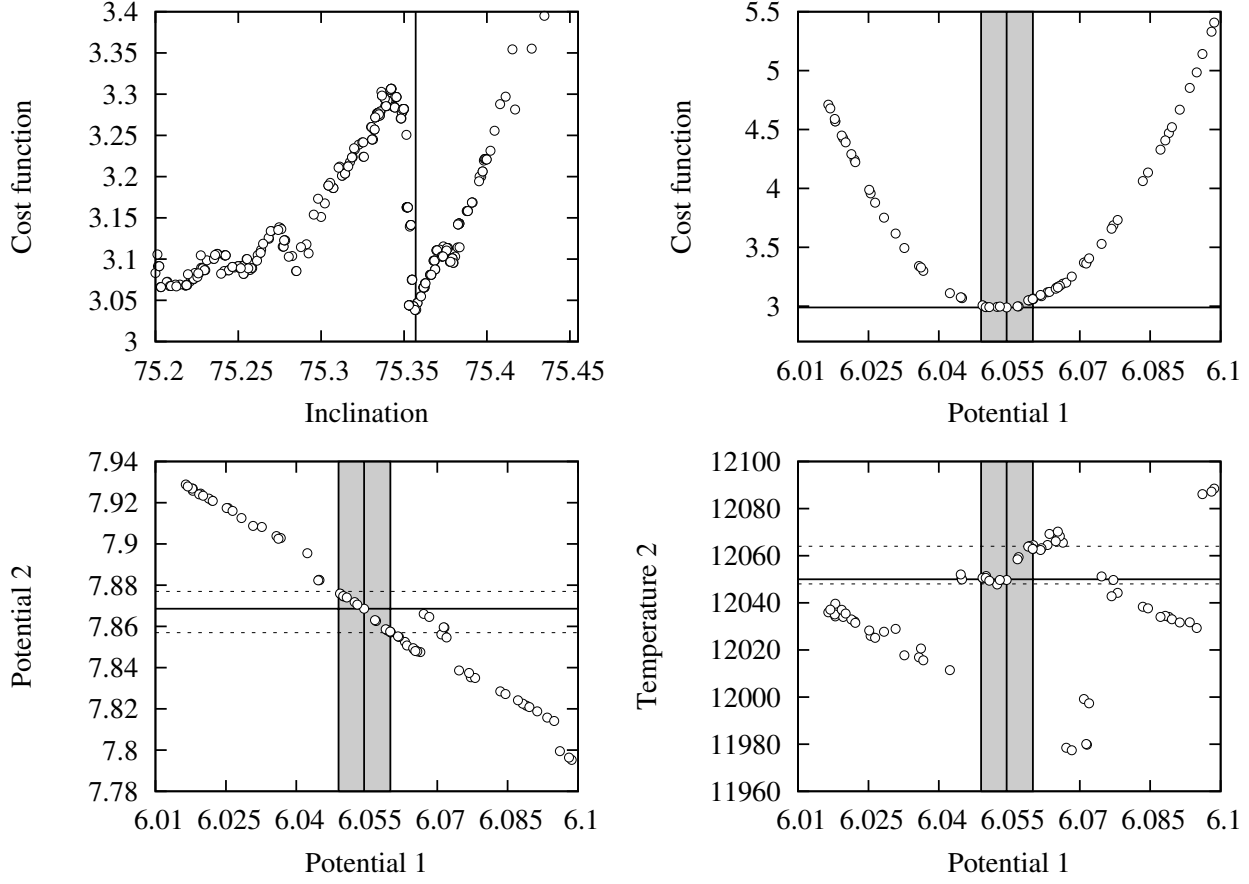 3.4
3.35
3.3
3.25
3.2
3.15
3.1
3.05
3
75.2 75.25 75.3 75.35 75.4 75.45
Cost function
Inclination
5.5
5
4.5
4
3.5
3
6.01 6.025 6.04 6.055 6.07 6.085 6.1
Cost function
Potential 1
7.94
7.92
7.9
7.88
7.86
7.84
7.82
7.8
7.78
6.01 6.025 6.04 6.055 6.07 6.085 6.1
Potential 2
Potential 1
12100
12080
12060
12040
12020
12000
11980
11960
6.01 6.025 6.04 6.055 6.07 6.085 6.1
Temperature 2
Potential 1